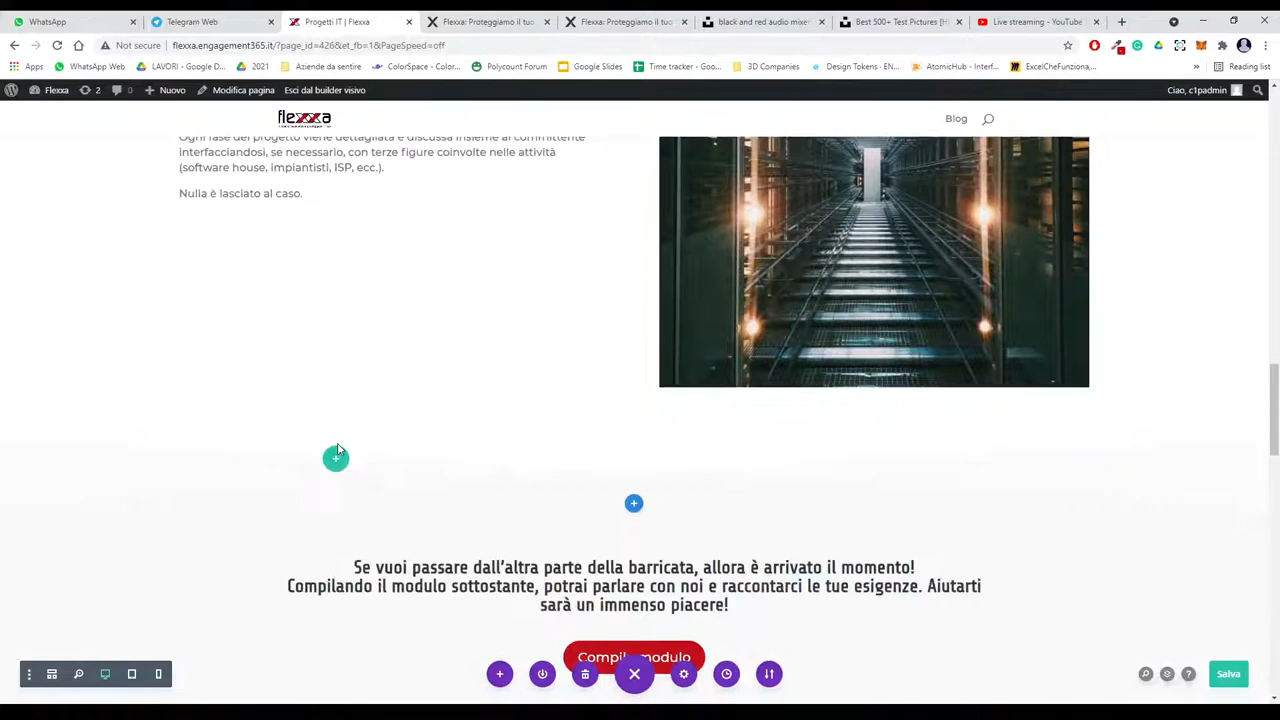 WhatsApp
Telegram Web
Progetti IT | Flexxa
Flexxa: Proteggiamo il tuo
Flexxa: Proteggiamo il tuo
black and red audio mixer
Best 500+ Test Pictures [H
Live streaming - YouTube
Not secure
flexxa.engagement365.it/?page_id=426&et_fb=1&PageSpeed=off
Apps
WhatsApp Web
LAVORI - Google D...
2021
Aziende da sentire
ColorSpace - Color...
Polycount Forum
Google Slides
Time tracker - Goo...
3D Companies
Design Tokens - EN...
AtomicHub - Interf...
ExcelCheFunziona,...
Reading list
Flexxa
2
0
Nuovo
Modifica pagina
Esci dal builder visivo
Ciao, c1padmin
flexxa
Blog
Ogni fase del progetto viene dettagliata e discussa insieme al committente
interfacciandosi, se necessario, con terze figure coinvolte nelle attività
(software house, impiantisti, ISP, ecc.).
Nulla è lasciato al caso.
Se vuoi passare dall'altra parte della barricata, allora è arrivato il momento!
Compilando il modulo sottostante, potrai parlare con noi e raccontarci le tue esigenze. Aiutarti
sarà un immenso piacere!
Salva